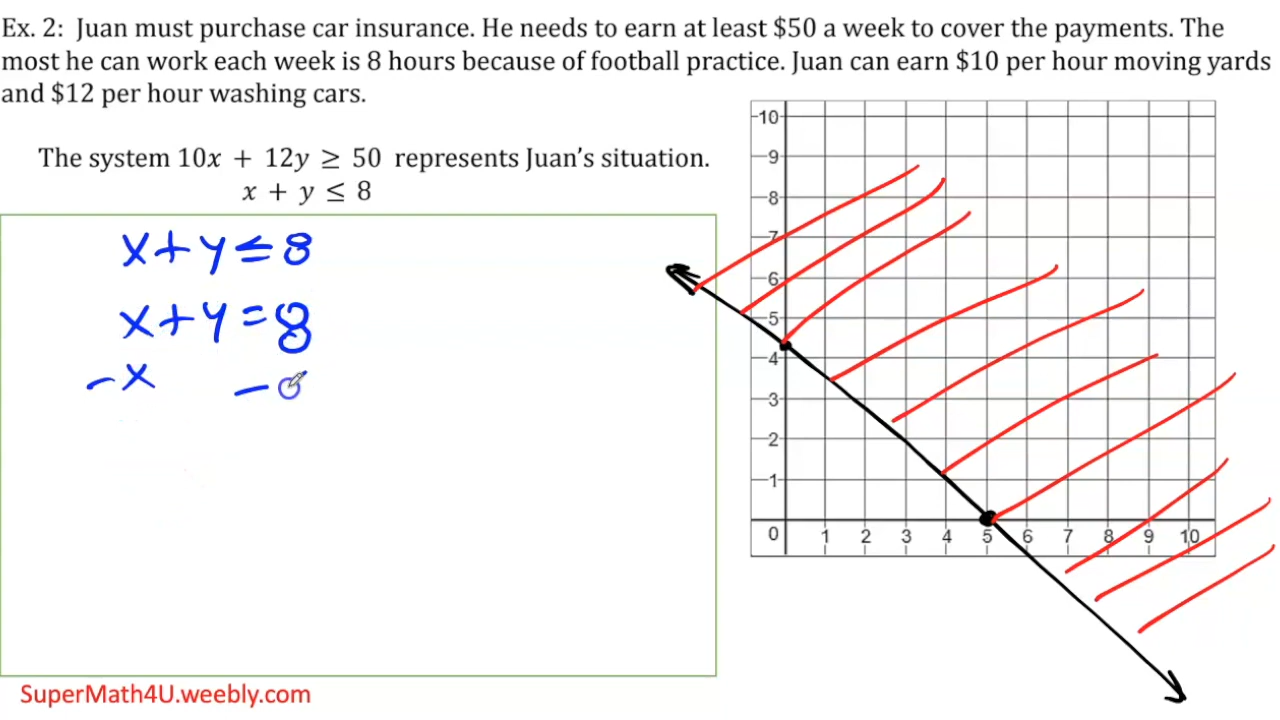 Ex. 2: Juan must purchase car insurance. He needs to earn at least $50 a week to cover the payments. The
most he can work each week is 8 hours because of football practice. Juan can earn $10 per hour moving yards
and $12 per hour washing cars.
The system 10x + 12y ≥ 50 represents Juan's situation.
x + y ≤ 8
x+y≤8
x+y=8
-x -
10
9
8
7
6
5
4
3
2
1
0 1 2 3 4 5 6 7 8 9 10
SuperMath4U.weebly.com